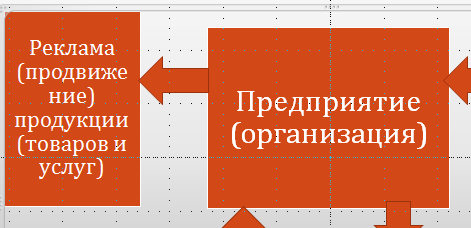 Реклама
(продвиже
ние)
продукции
(товаров и
услуг)
Предприятие
(организация)